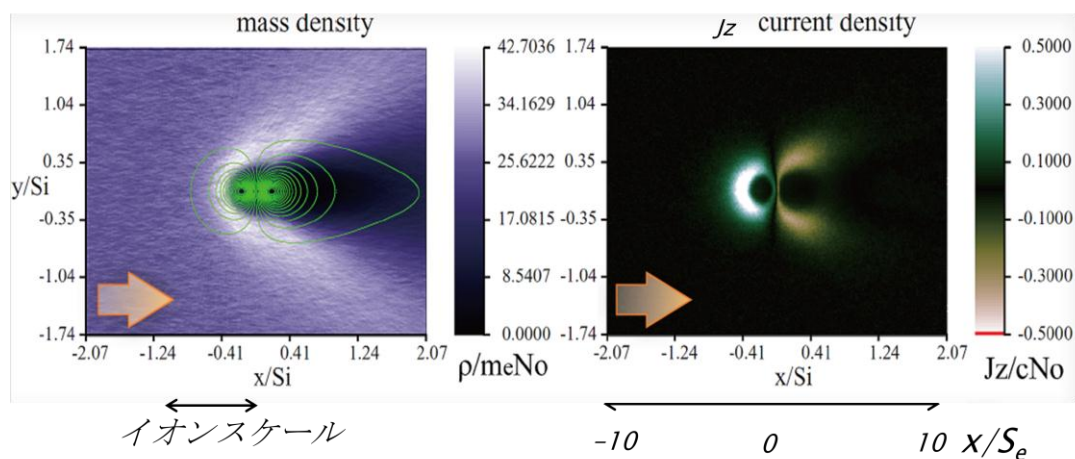 mass density
1.74
1.04
0.35
y/Si
-0.35
-1.04
-1.74
-2.07 -1.24 -0.41 0.41 1.24 2.07
x/Si
42.7036
34.1629
25.6222
17.0815
8.5407
0.0000
ρ/meNo
イオンスケール
Jz current density
1.74
1.04
0.35
-0.35
-1.04
-1.74
-2.07 -1.24 -0.41 0.41 1.24 2.07
x/Si
0.5000
0.3000
0.1000
-0.1000
-0.3000
-0.5000
Jz/cNo
-10 0 10 x/Se